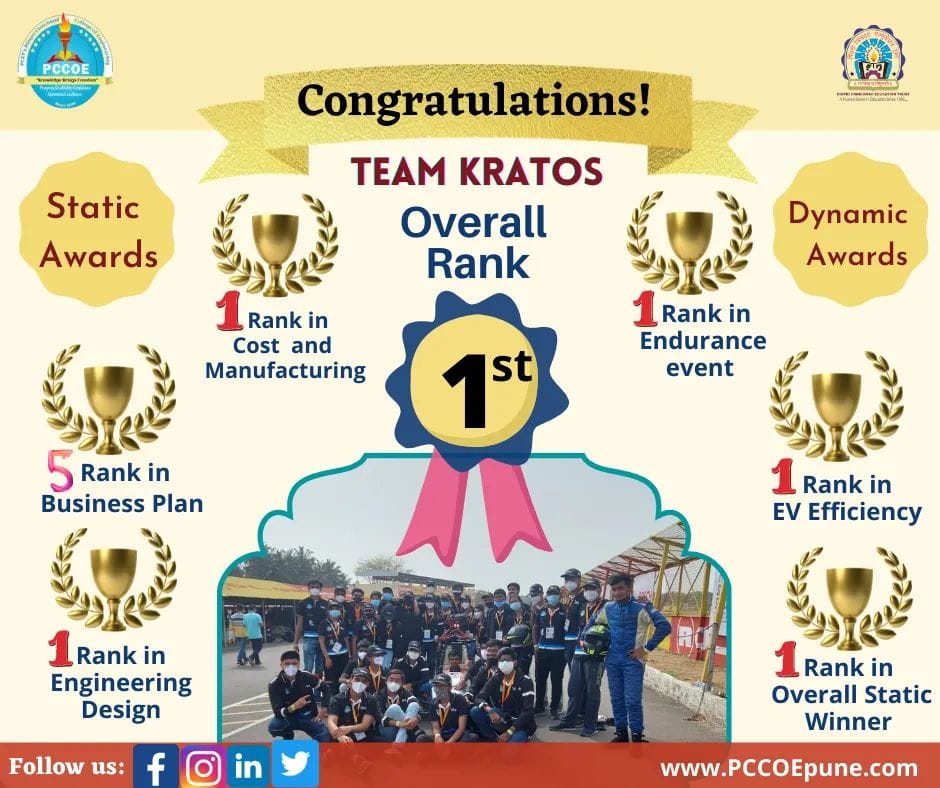 PCCOE
"Knowledge Brings Freedom"
Congratulations!
TEAM KRATOS
Overall
Rank
1st
Static
Awards
1 Rank in
Cost and
Manufacturing
5 Rank in
Business Plan
1 Rank in
Engineering
Design
Dynamic
Awards
1 Rank in
Endurance
event
1 Rank in
EV Efficiency
1 Rank in
Overall Static
Winner
Follow us:
f
in
www.PCCOEpune.com